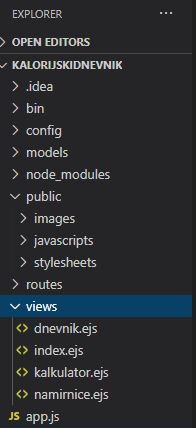 EXPLORER ...
OPEN EDITORS
KALORIJSKIDNEVNIK
.idea
bin
config
models
node_modules
public
images
javascripts
stylesheets
routes
views
<> dnevnik.ejs
<> index.ejs
<> kalkulator.ejs
<> namirnice.ejs
JS app.js